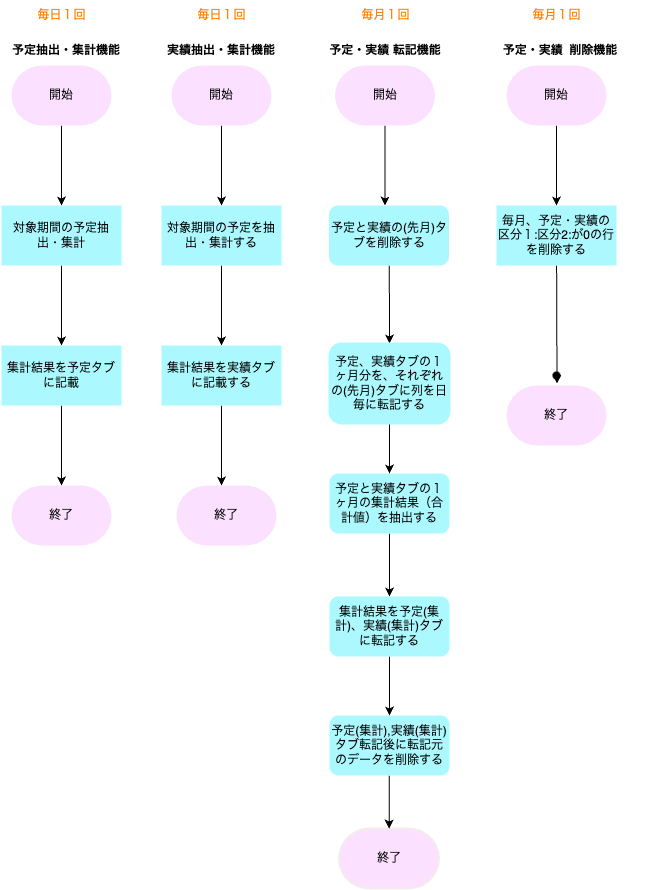 毎日１回
予定抽出・集計機能
開始
対象期間の予定抽
出・集計
集計結果を予定タブ
に記載
終了
毎日１回
実績抽出・集計機能
開始
対象期間の予定を抽
出・集計する
集計結果を実績タブ
に記載する
終了
毎月１回
予定・実績 転記機能
開始
予定と実績の(先月)タ
ブを削除する
予定、実績タブの１
ヶ月分を、それぞれ
の(先月)タブに列を日
毎に転記する
予定と実績タブの１
ヶ月の集計結果（合
計値）を抽出する
集計結果を予定(集
計)、実績(集計)タブ
に転記する
予定(集計),実績(集計)
タブ転記後に転記元
のデータを削除する
終了
毎月１回
予定・実績 削除機能
開始
毎月、予定・実績の
区分１:区分2:が0の行
を削除する
終了